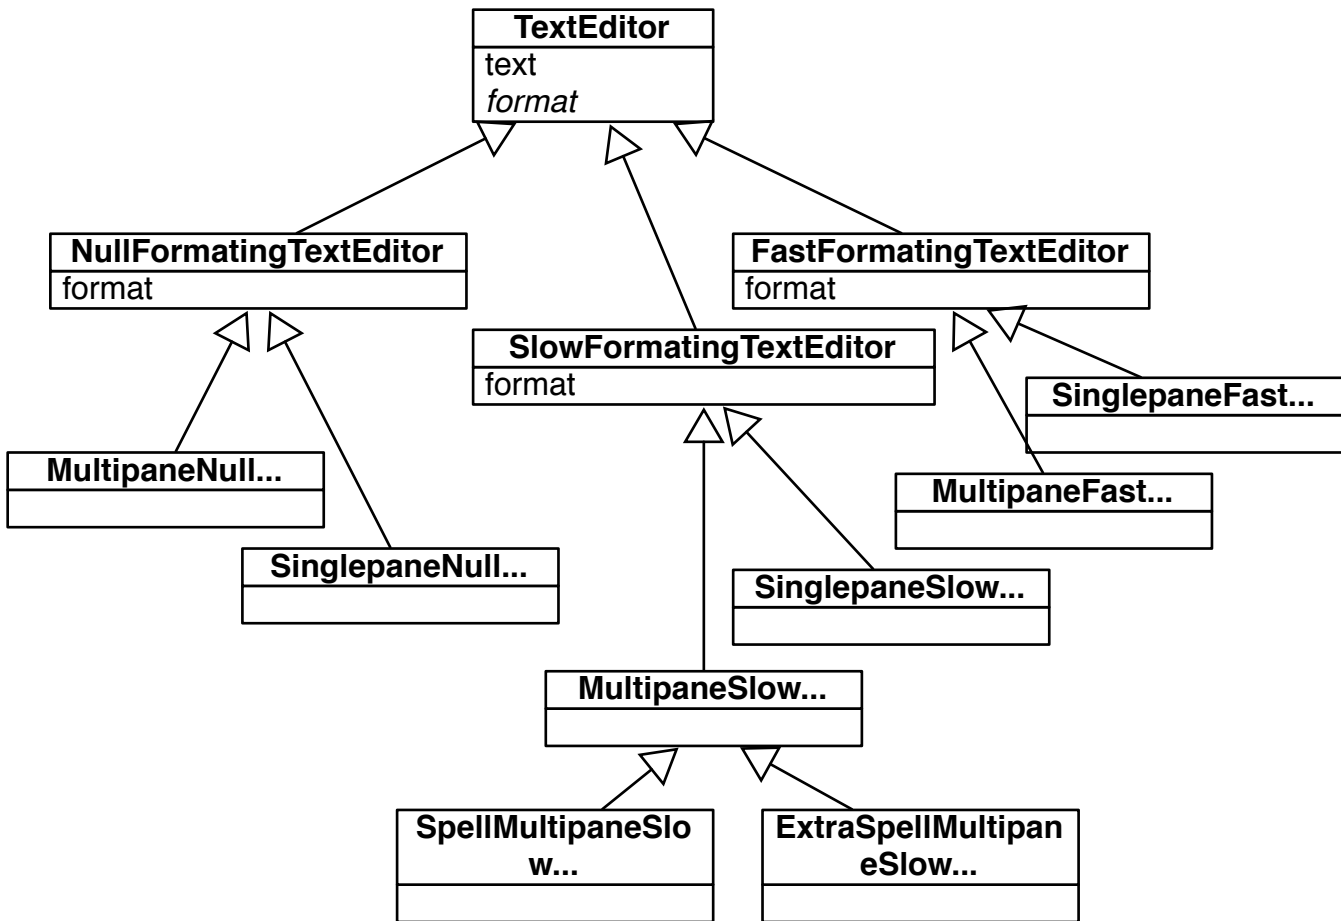 TextEditor
text
format
NullFormatingTextEditor
format
FastFormatingTextEditor
format
SlowFormatingTextEditor
format
SinglepaneFast...
MultipaneNull...
MultipaneFast...
SinglepaneNull...
SinglepaneSlow...
MultipaneSlow...
SpellMultipaneSlo
w...
ExtraSpellMultipan
eSlow...